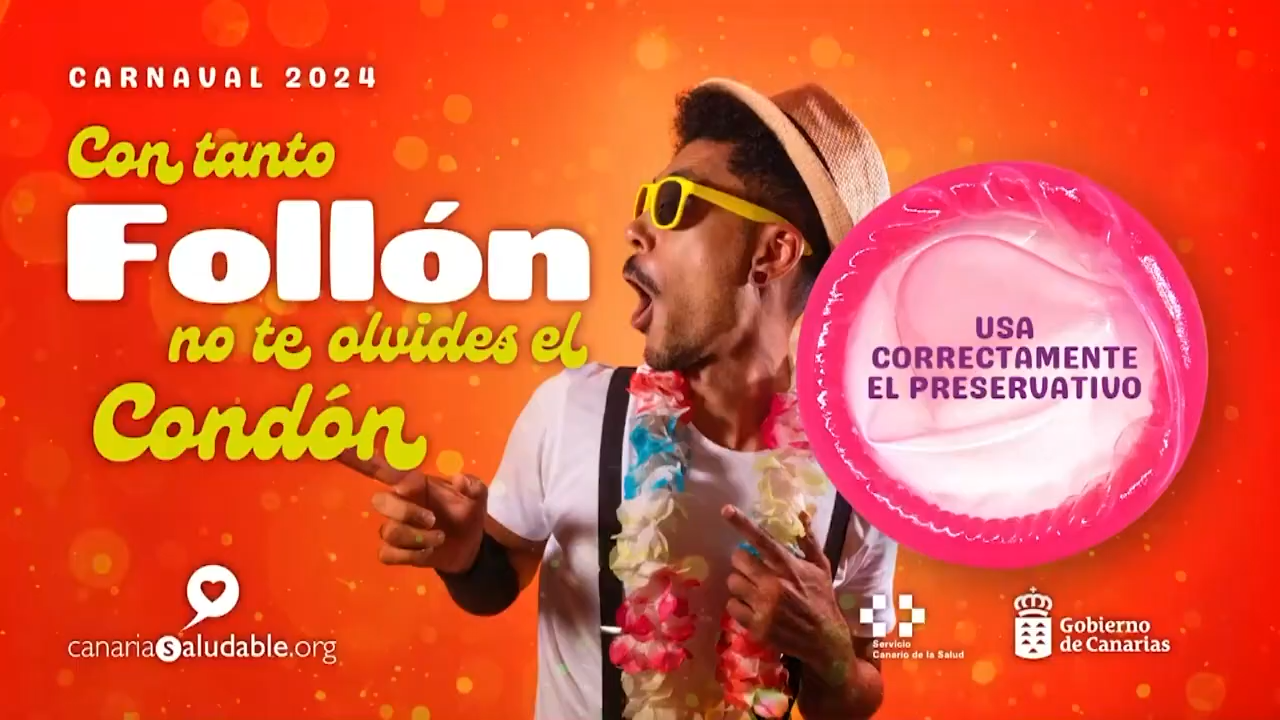 CARNAVAL 2024
Con tanto
Follón
no te olvides el
Condón
USA
CORRECTAMENTE
EL PRESERVATIVO
canariasaludable.org
Servicio
Canario de la Salud
Gobierno
de Canarias